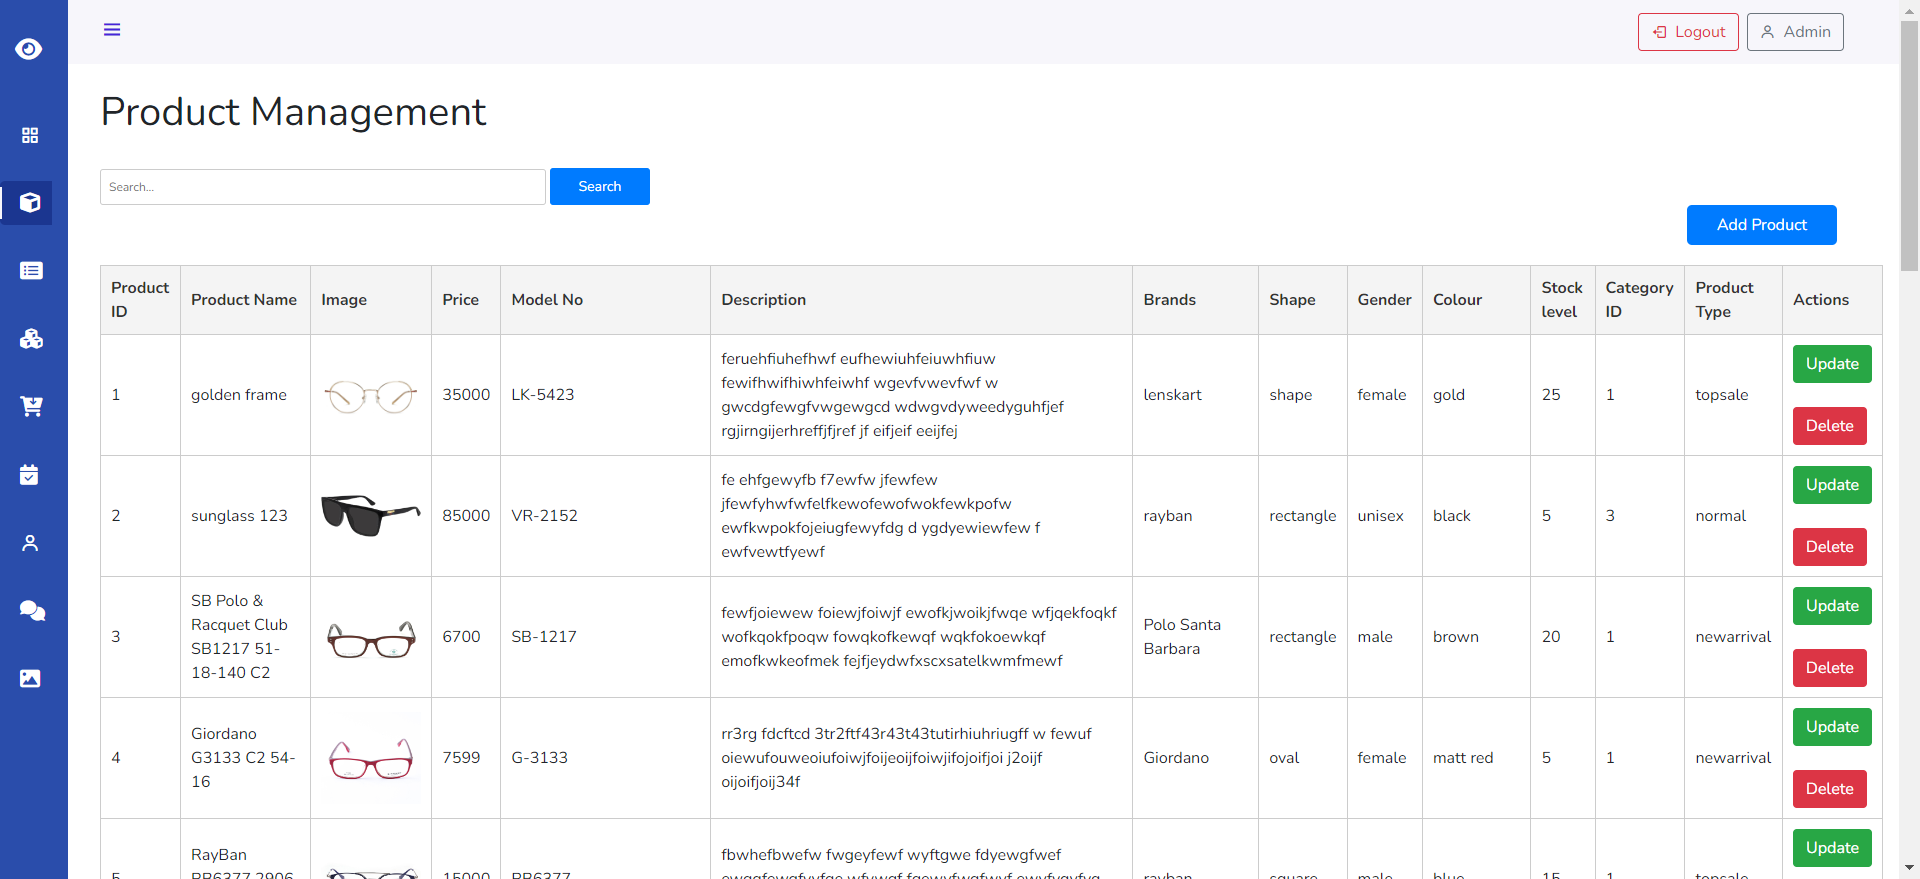 Logout
Admin
Product Management
Search...
Search
Add Product
Product ID
Product Name
Image
Price
Model No
Description
Brands
Shape
Gender
Colour
Stock level
Category ID
Product Type
Actions
1
golden frame
35000
LK-5423
feruehfiuhefhwf eufhewiuhfeiuwhfiuw
fewifhwifhiwhfeiwhf wgevfvwevfwf w
gwcdgfewgfvwgewgcd wdwgvdyweedyguhfjef
rgjirngijerhreffjfjref jf eifjeif eeijfej
lenskart
shape
female
gold
25
1
topsale
Update
Delete
2
sunglass 123
85000
VR-2152
fe ehfgewyfb f7ewfw jfewfew
jfewfyhwfwfelfkewofewofwokfewkpofw
ewfkwpokfojeiugfewyfdg d ygdyewiewfew f
ewfvewtfyewf
rayban
rectangle
unisex
black
5
3
normal
Update
Delete
3
SB Polo &
Racquet Club
SB1217 51-
18-140 C2
6700
SB-1217
fewfjoiewew foiewjfoiwjf ewofkjwoikjfwqe wfjqekfoqkf
wofkqokfpoqw fowqkofkewqf wqkfokoewkqf
emofkwkeofmek fejfjeydwfxscxsatelkwmfmewf
Polo Santa
Barbara
rectangle
male
brown
20
1
newarrival
Update
Delete
4
Giordano
G3133 C2 54-
16
7599
G-3133
rr3rg fdcftcd 3tr2ftf43r43t43tutirhiuhriugff w fewuf
oiewufouweoiufoiwjfoijeoijfoiwjifojoifjoi j2oijf
oijoifjoij34f
Giordano
oval
female
matt red
5
1
newarrival
Update
Delete
5
RayBan
RB6377 2906
15000
RB6377
fbwhefbwefw fwgeyfewf wyftgwe fdyewgfwef
rayban
square
male
blue
15
1
topsale
Update